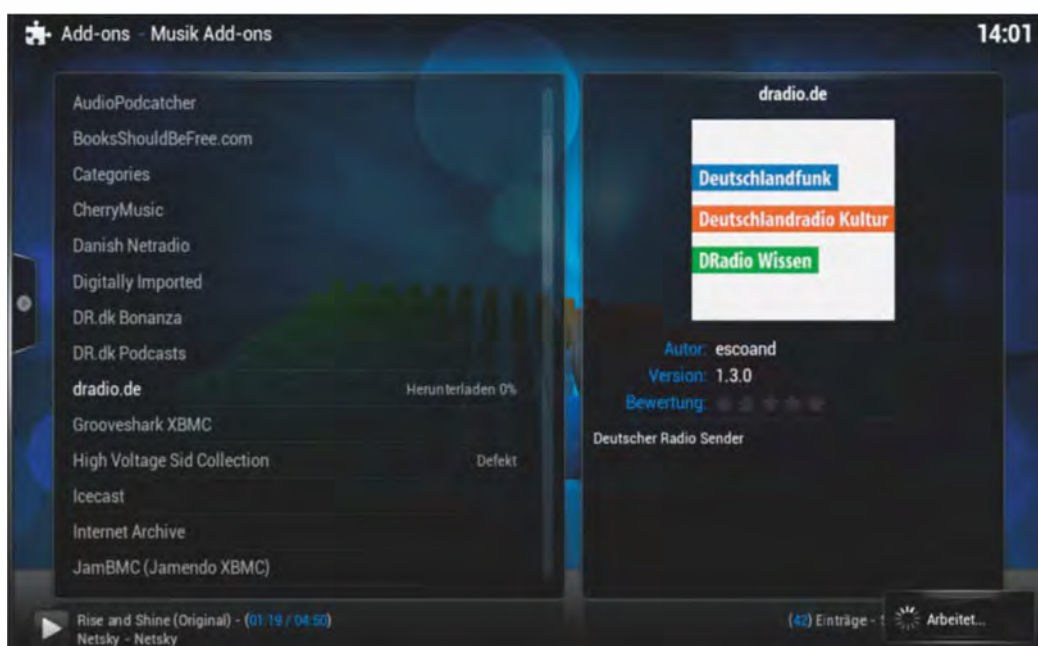 Add-ons - Musik Add-ons
14:01
AudioPodcatcher
BooksShouldBeFree.com
Categories
CherryMusic
Danish Netradio
Digitally Imported
DR.dk Bonanza
DR.dk Podcasts
dradio.de Herunterladen 0%
Grooveshark XBMC
High Voltage Sid Collection Defekt
Icecast
Internet Archive
JamBMC (Jamendo XBMC)
dradio.de
Deutschlandfunk
Deutschlandradio Kultur
DRadio Wissen
Autor: escoand
Version: 1.3.0
Bewertung:
Deutscher Radio Sender
Rise and Shine (Original) - (01:19 / 04:50)
Netsky - Netsky
(42) Einträge -
Arbeitet...